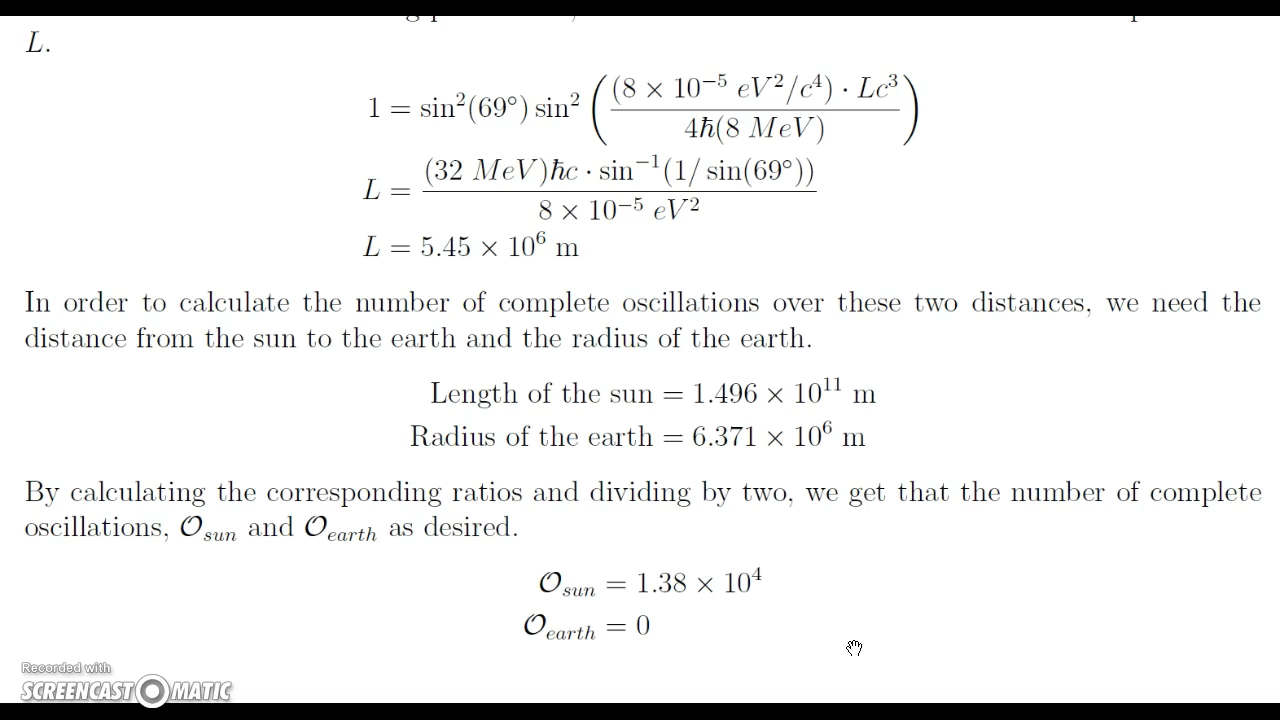 L.
1 = sin²(69°) sin² ( (8 × 10⁻⁵ eV²/c⁴) · Lc³ / 4ℏ(8 MeV) )
L = (32 MeV)ℏc · sin⁻¹(1/ sin(69°)) / 8 × 10⁻⁵ eV²
L = 5.45 × 10⁶ m
In order to calculate the number of complete oscillations over these two distances, we need the
distance from the sun to the earth and the radius of the earth.
Length of the sun = 1.496 × 10¹¹ m
Radius of the earth = 6.371 × 10⁶ m
By calculating the corresponding ratios and dividing by two, we get that the number of complete
oscillations, 𝒪_sun and 𝒪_earth as desired.
𝒪_sun = 1.38 × 10⁴
𝒪_earth = 0
Recorded with
SCREENCAST-O-MATIC